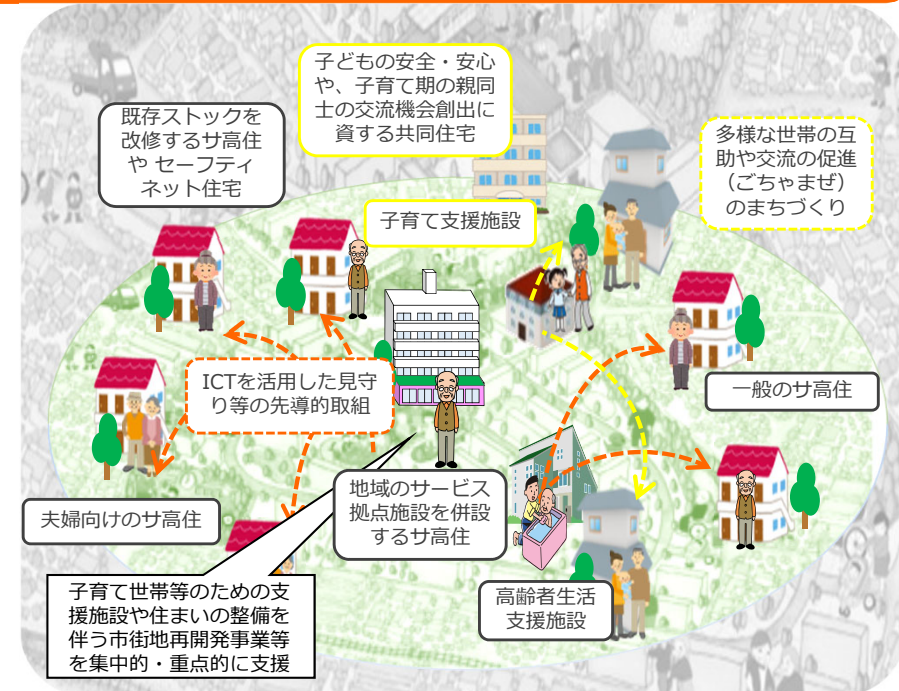 子どもの安全・安心
や、子育て期の親同
士の交流機会創出に
資する共同住宅
既存ストックを
改修するサ高住
や セーフティ
ネット住宅
多様な世帯の互
助や交流の促進
（ごちゃまぜ）
のまちづくり
子育て支援施設
ICTを活用した見守
り等の先導的取組
一般のサ高住
夫婦向けのサ高住
地域のサービス
拠点施設を併設
するサ高住
子育て世帯等のための支
援施設や住まいの整備を
伴う市街地再開発事業等
を集中的・重点的に支援
高齢者生活
支援施設